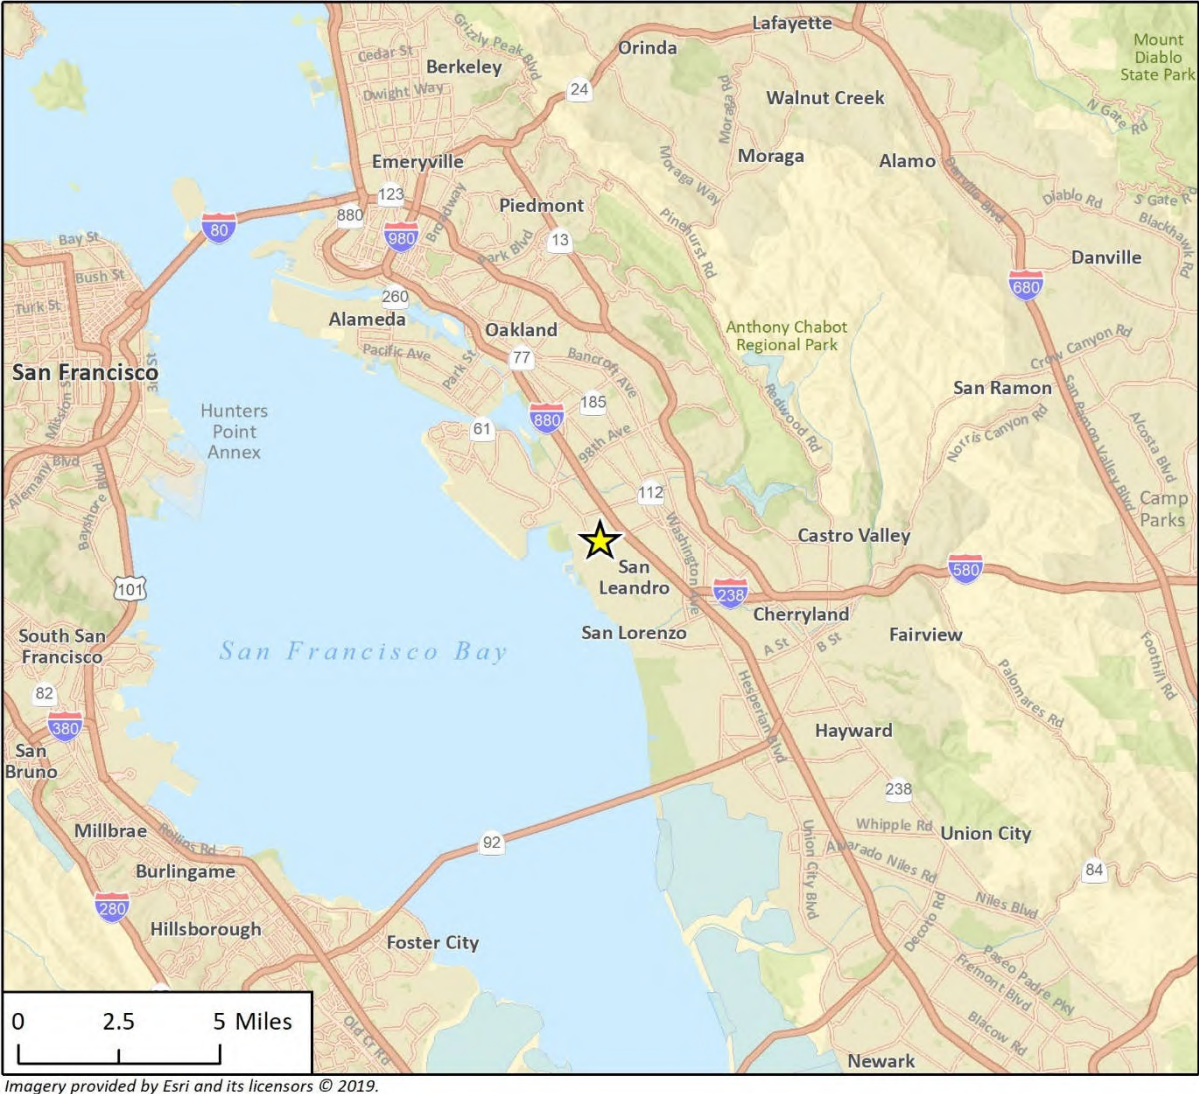 Lafayette
Orinda
Grizzly Peak Blvd
Cedar St
Berkeley
Dwight Way
24
Mount
Diablo
State Park
Walnut Creek
Moraga Rd
N Gate Rd
Moraga
Alamo
Emeryville
Moraga Way
Danville Blvd
Diablo Rd
S Gate Rd
123
880
Piedmont
Broadway
Pinehurst Rd
Blackhawk Rd
80
980
13
Park Blvd
Bay St
Bush St
Danville
680
Turk St
260
Alameda
Oakland
Anthony Chabot
Regional Park
Crow Canyon Rd
Pacific Ave
Park St
77
Bancroft Ave
San Francisco
3rd St
Mission St
Redwood Rd
San Ramon
San Ramon Valley Blvd
Hunters
Point
Annex
185
880
61
98th Ave
Norris Canyon Rd
Alcosta Blvd
Alemany Blvd
Bayshore Blvd
112
Washington Ave
Camp
Parks
Castro Valley
San
Leandro
580
101
238
Cherryland
San Lorenzo
A St
B St
Fairview
South San
Francisco
San Francisco Bay
Foothill Rd
Palomares Rd
82
380
Hesperian Blvd
Hayward
San
Bruno
238
Millbrae
Rollins Rd
92
Whipple Rd
Union City
Union City Blvd
Alvarado Niles Rd
84
Burlingame
280
Niles Blvd
Hillsborough
Foster City
Decoto Rd
Paseo Padre Pky
Fremont Blvd
Blacow Rd
Old Cr Rd
Newark
0 2.5 5 Miles
Imagery provided by Esri and its licensors © 2019.